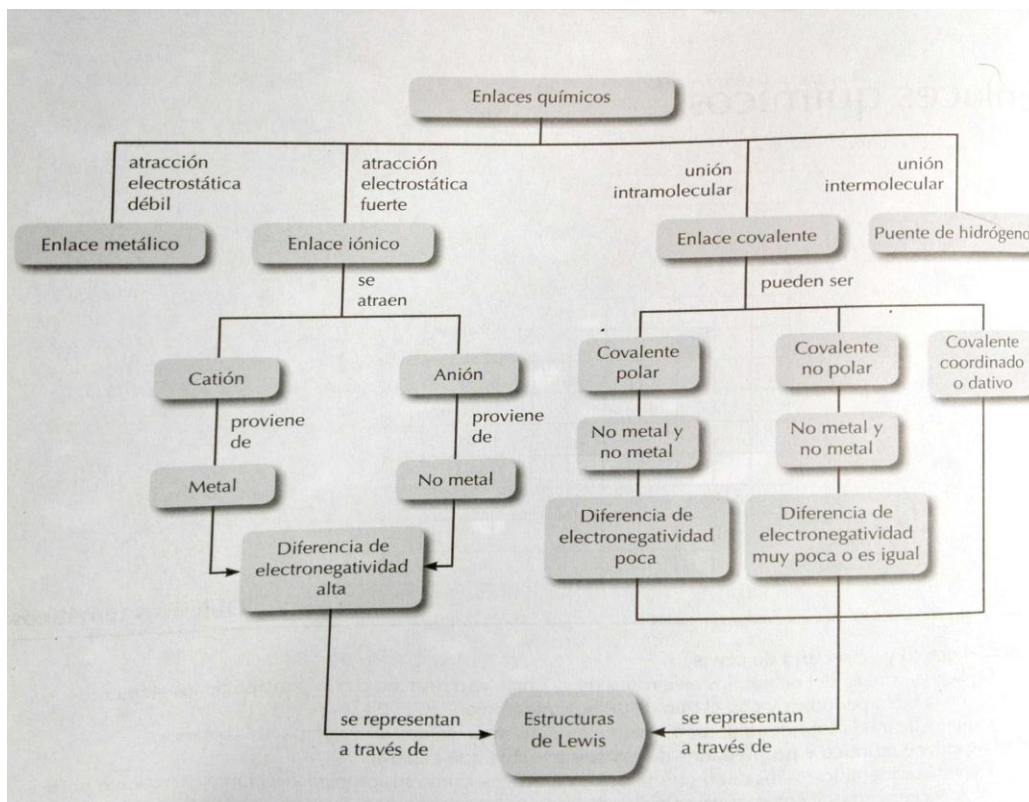 Enlaces químicos
atracción
electrostática
débil
atracción
electrostática
fuerte
unión
intramolecular
unión
intermolecular
Enlace metálico
Enlace iónico
Enlace covalente
Puente de hidrógeno
se
atraen
pueden ser
Catión
Anión
Covalente
polar
Covalente
no polar
Covalente
coordinado
o dativo
proviene
de
proviene
de
No metal y
no metal
No metal y
no metal
Metal
No metal
Diferencia de
electronegatividad
alta
Diferencia de
electronegatividad
poca
Diferencia de
electronegatividad
muy poca o es igual
se representan
a través de
Estructuras
de Lewis
se representan
a través de